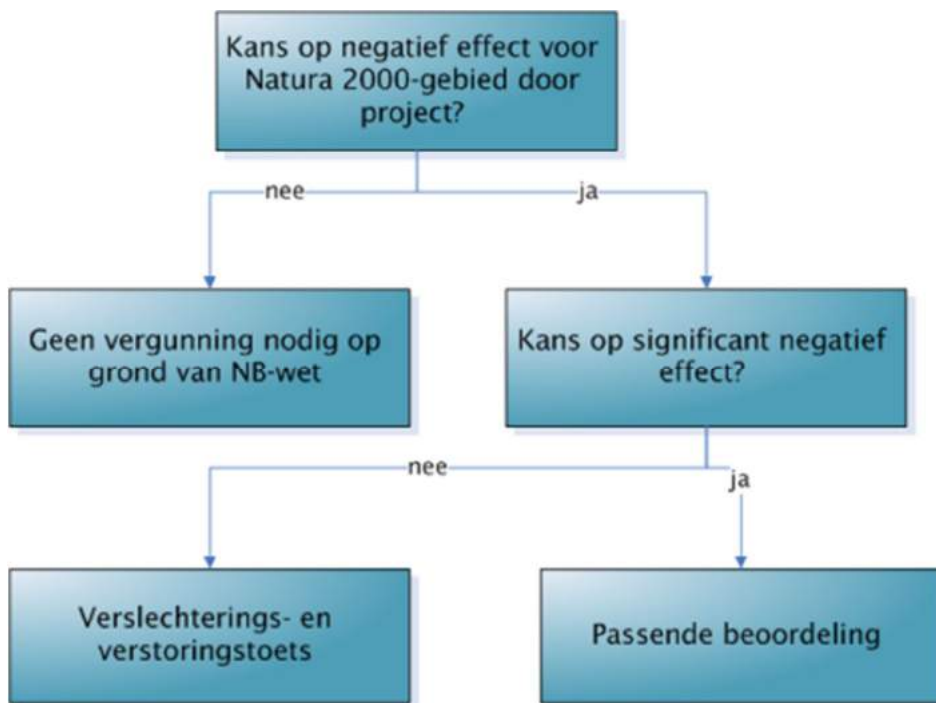 Kans op negatief effect voor
Natura 2000-gebied door
project?
nee
ja
Geen vergunning nodig op
grond van NB-wet
Kans op significant negatief
effect?
nee
ja
Verslechterings- en
verstoringstoets
Passende beoordeling